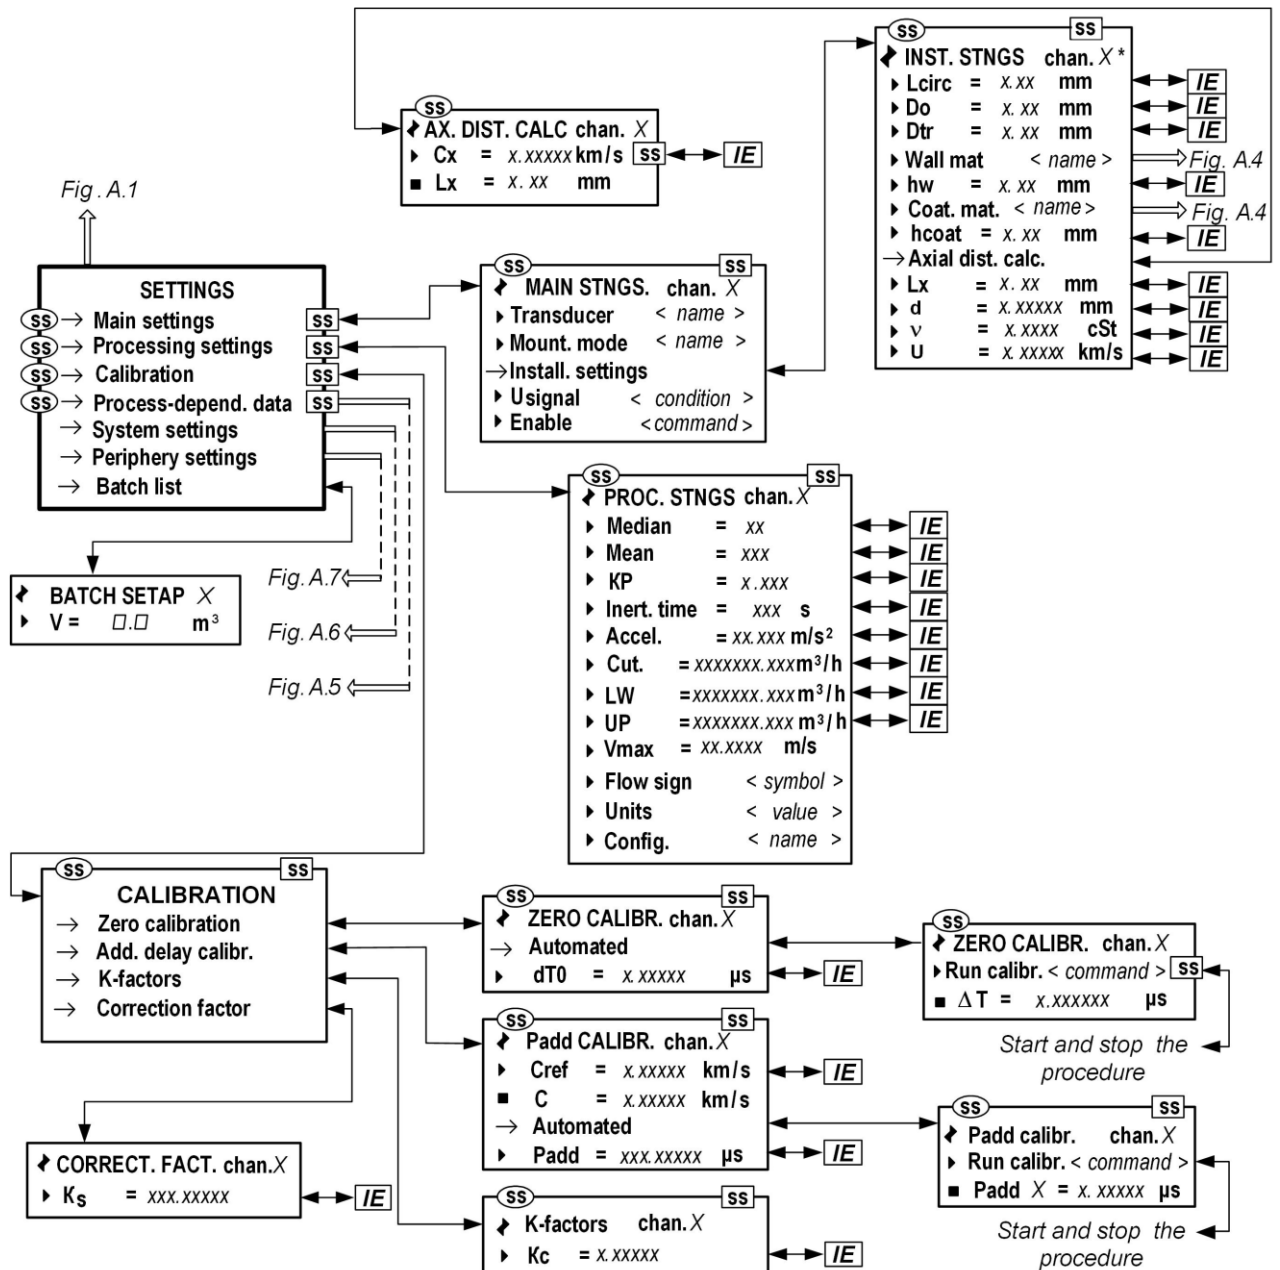 SS SS
INST. STNGS chan. X *
Lcirc = x.xx mm IE
Do = x.xx mm IE
Dtr = x.xx mm IE
Wall mat < name > Fig. A.4
hw = x.xx mm IE
Coat. mat. < name > Fig. A.4
hcoat = x.xx mm IE
→ Axial dist. calc.
Lx = x.xx mm IE
d = x.xxxxx mm IE
ν = x.xxxx cSt IE
U = x.xxxxx km/s IE
SS
AX. DIST. CALC chan. X
Cx = x.xxxxx km/s SS IE
Lx = x.xx mm
Fig. A.1
SETTINGS
SS → Main settings SS
SS → Processing settings SS
SS → Calibration SS
SS → Process-depend. data SS
→ System settings
→ Periphery settings
→ Batch list
SS SS
MAIN STNGS. chan. X
Transducer < name >
Mount. mode < name >
→ Install. settings
Usignal < condition >
Enable < command >
BATCH SETAP X
V = □.□ m³
Fig. A.7
Fig. A.6
Fig. A.5
SS SS
PROC. STNGS chan. X
Median = xx IE
Mean = xxx IE
KP = x.xxx IE
Inert. time = xxx s IE
Accel. = xx.xxx m/s² IE
Cut. = xxxxxxx.xxx m³/h IE
LW = xxxxxxx.xxx m³/h IE
UP = xxxxxxx.xxx m³/h IE
Vmax = xx.xxxx m/s
Flow sign < symbol >
Units < value >
Config. < name >
SS SS
CALIBRATION
→ Zero calibration
→ Add. delay calibr.
→ K-factors
→ Correction factor
SS SS
ZERO CALIBR. chan. X
→ Automated
dT0 = x.xxxxx µs IE
SS
ZERO CALIBR. chan. X
Run calibr. < command > SS
ΔT = x.xxxxxx µs
Start and stop the
procedure
SS SS
Padd CALIBR. chan. X
Cref = x.xxxxx km/s IE
C = x.xxxxx km/s
→ Automated
Padd = xxx.xxxxx µs IE
SS SS
Padd calibr. chan. X
Run calibr. < command >
Padd X = x.xxxxx µs
Start and stop the
procedure
CORRECT. FACT. chan. X
Ks = xxx.xxxxx IE
SS SS
K-factors chan. X
Kc = x.xxxxx IE